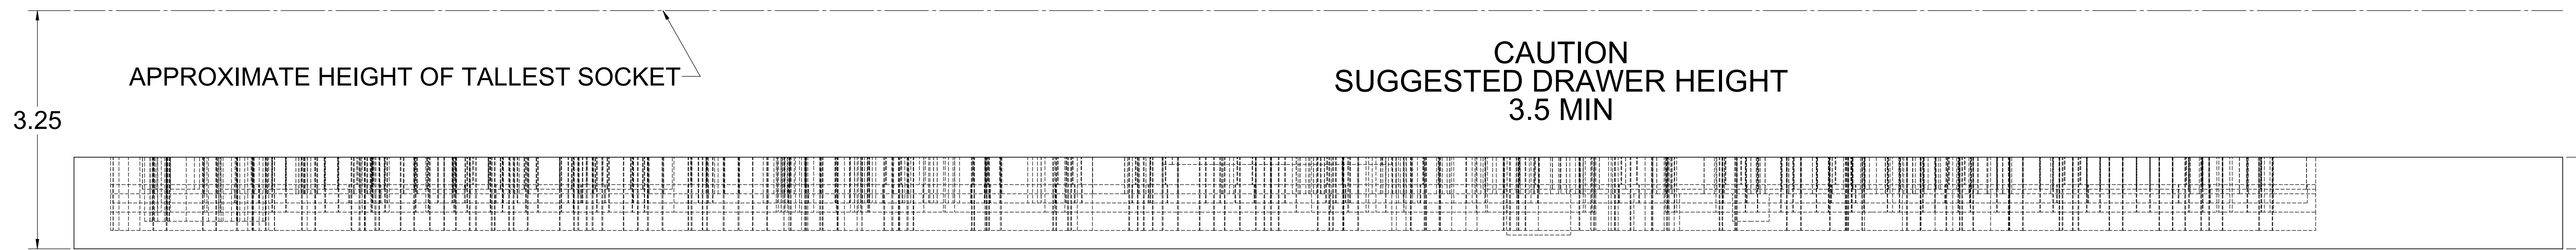 APPROXIMATE HEIGHT OF TALLEST SOCKET
3.25
CAUTION
SUGGESTED DRAWER HEIGHT
3.5 MIN